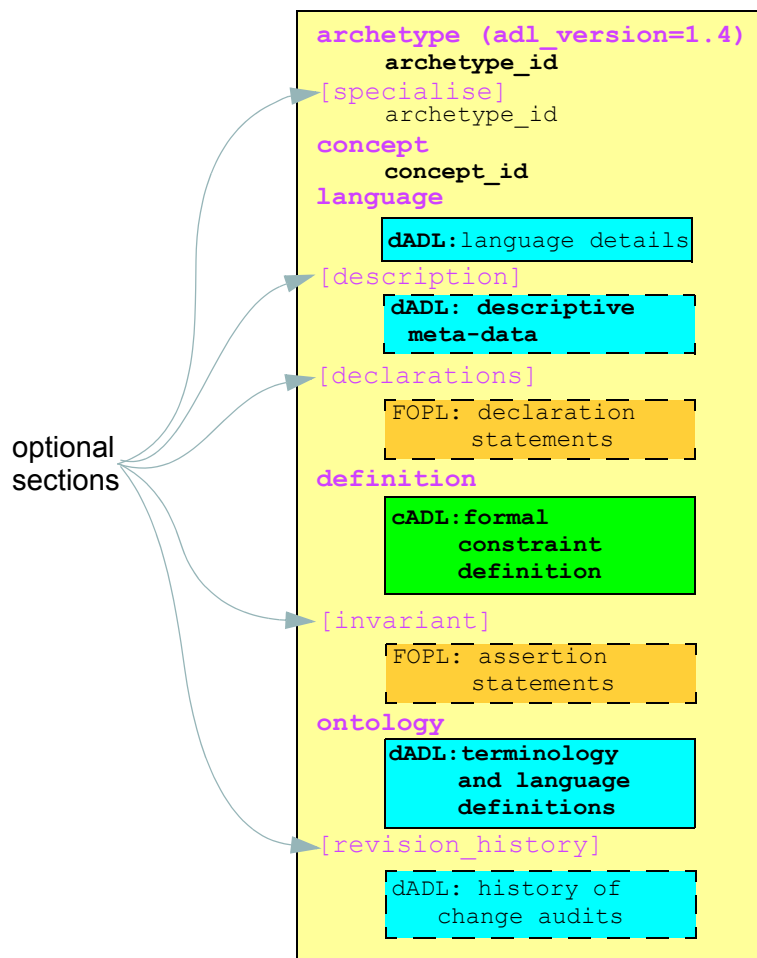 archetype (adl_version=1.4)
archetype_id
[specialise]
archetype_id
concept
concept_id
language
dADL:language details
[description]
dADL: descriptive
meta-data
[declarations]
FOPL: declaration
statements
optional
sections
definition
cADL:formal
constraint
definition
[invariant]
FOPL: assertion
statements
ontology
dADL:terminology
and language
definitions
[revision_history]
dADL: history of
change audits